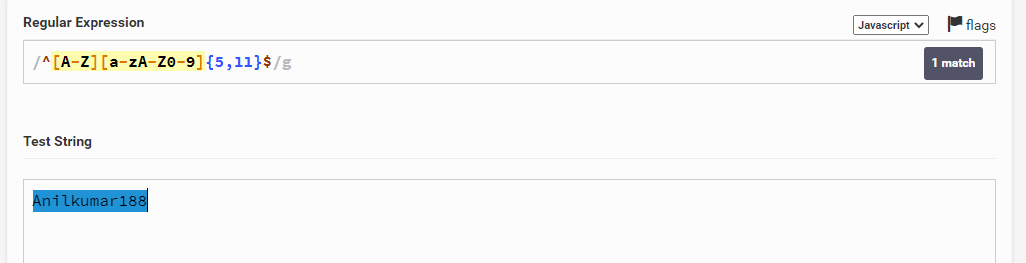 Regular Expression
Javascript flags
/^[A-Z][a-zA-Z0-9]{5,11}$/g
1 match
Test String
Anilkumar188